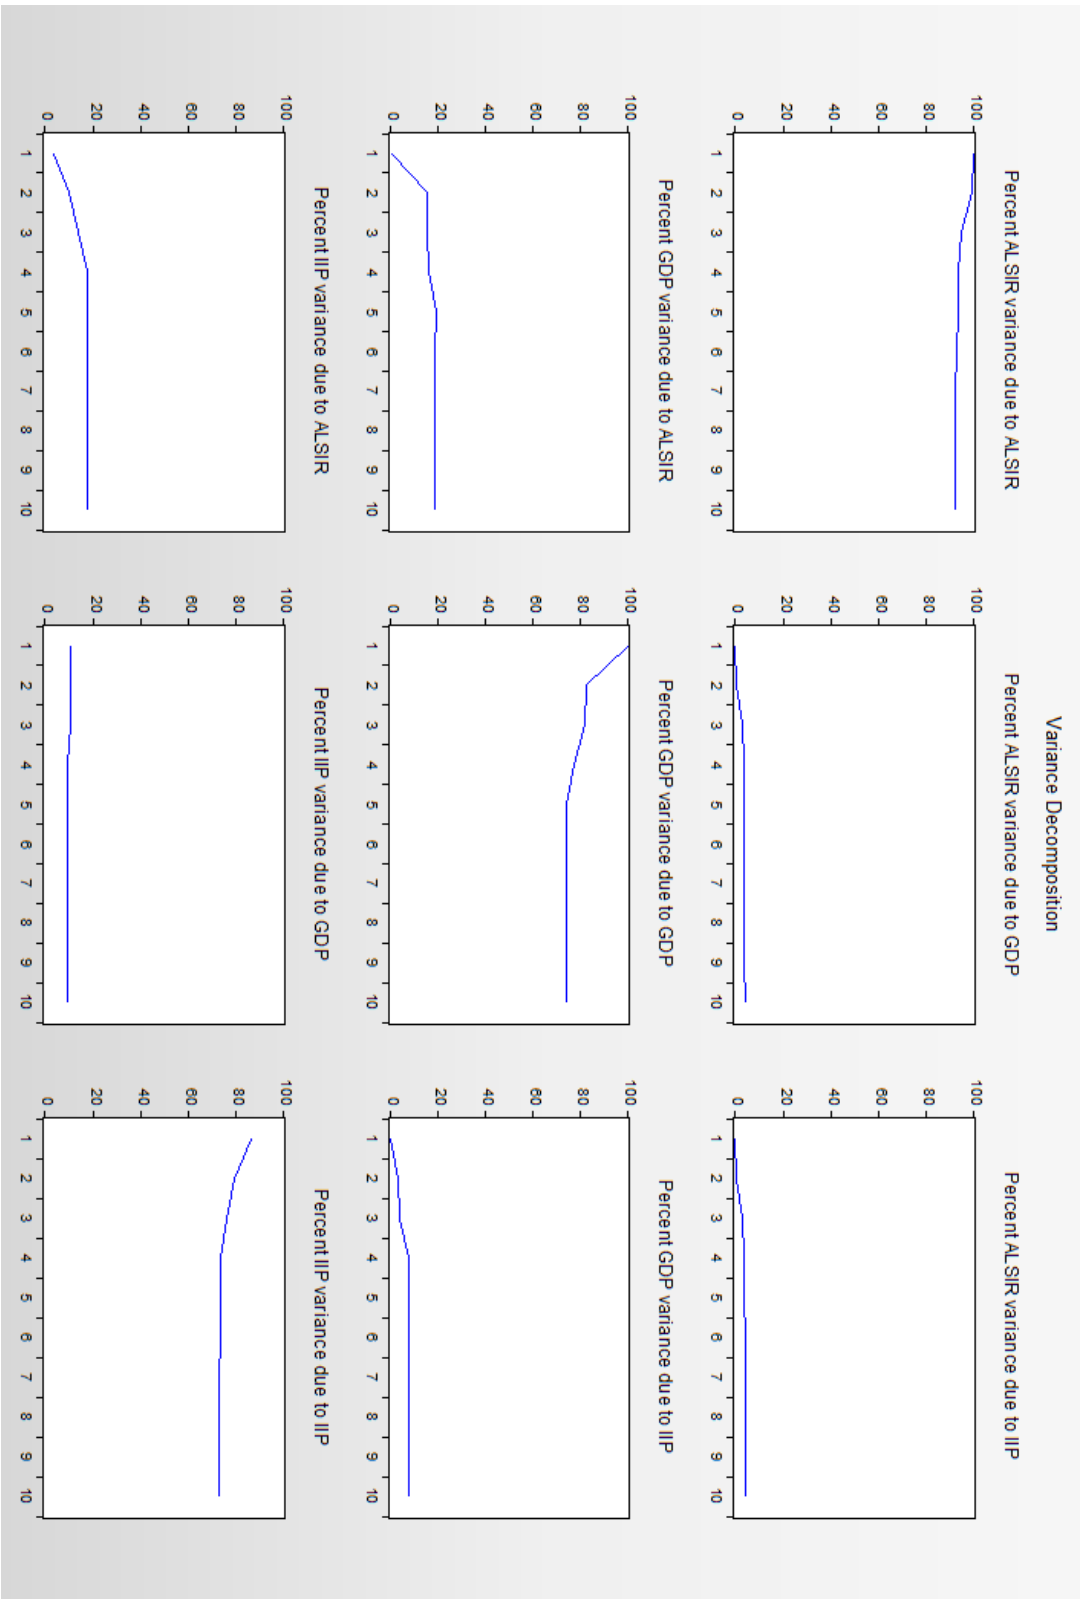 Variance Decomposition
Percent ALSIR variance due to ALSIR
100
80
60
40
20
0
1 2 3 4 5 6 7 8 9 10
Percent ALSIR variance due to GDP
100
80
60
40
20
0
1 2 3 4 5 6 7 8 9 10
Percent ALSIR variance due to IIP
100
80
60
40
20
0
1 2 3 4 5 6 7 8 9 10
Percent GDP variance due to ALSIR
100
80
60
40
20
0
1 2 3 4 5 6 7 8 9 10
Percent GDP variance due to GDP
100
80
60
40
20
0
1 2 3 4 5 6 7 8 9 10
Percent GDP variance due to IIP
100
80
60
40
20
0
1 2 3 4 5 6 7 8 9 10
Percent IIP variance due to ALSIR
100
80
60
40
20
0
1 2 3 4 5 6 7 8 9 10
Percent IIP variance due to GDP
100
80
60
40
20
0
1 2 3 4 5 6 7 8 9 10
Percent IIP variance due to IIP
100
80
60
40
20
0
1 2 3 4 5 6 7 8 9 10